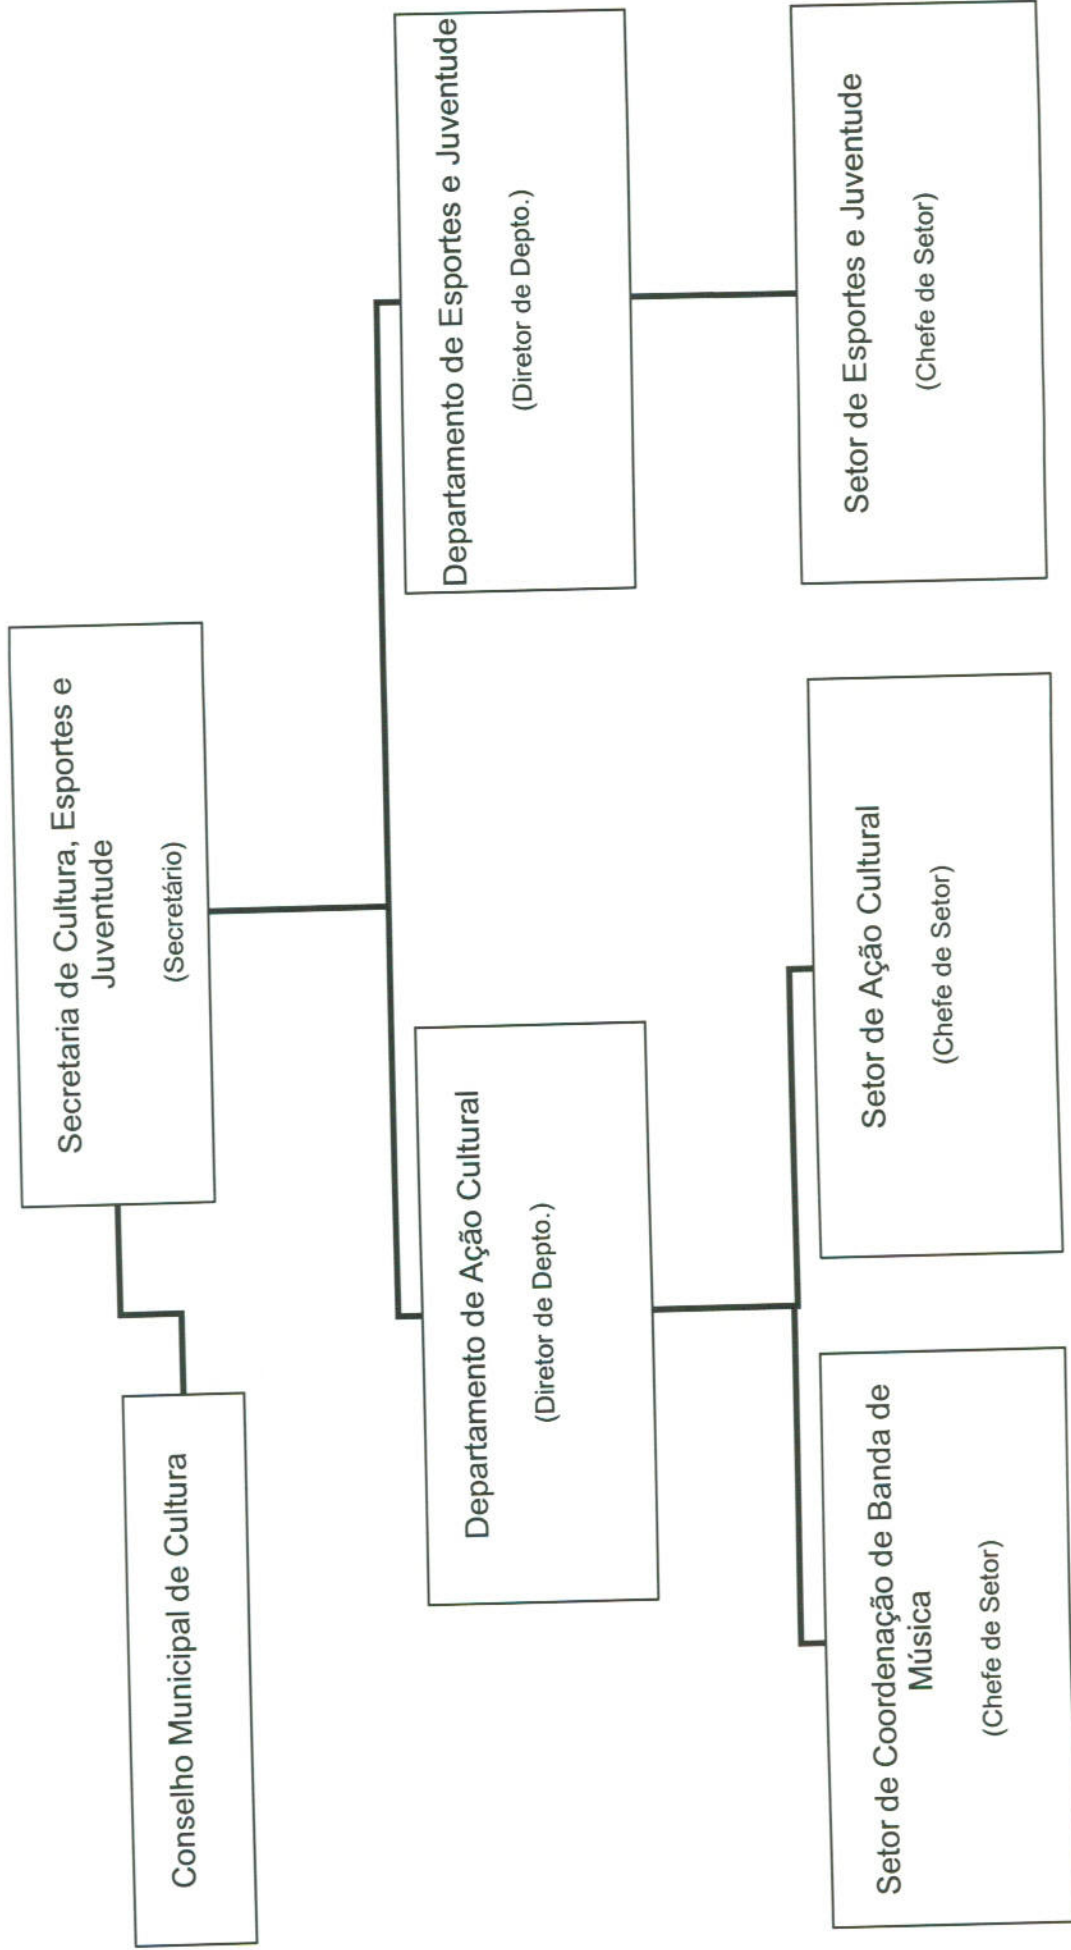 Secretaria de Cultura, Esportes e
Juventude
(Secretário)
Conselho Municipal de Cultura
Departamento de Ação Cultural
(Diretor de Depto.)
Departamento de Esportes e Juventude
(Diretor de Depto.)
Setor de Coordenação de Banda de
Música
(Chefe de Setor)
Setor de Ação Cultural
(Chefe de Setor)
Setor de Esportes e Juventude
(Chefe de Setor)